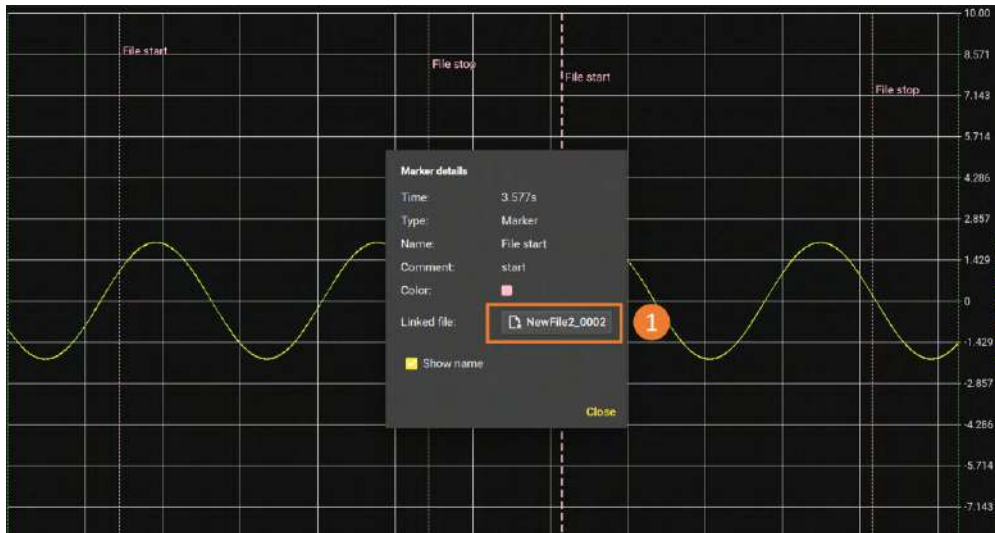 10.00
File start
8.571
File stop
File start
File stop
7.143
5.714
Marker details
4.286
Time: 3.577s
Type: Marker
2.857
Name: File start
1.429
Comment: start
Color:
0
Linked file: NewFile2_0002
1
-1.429
Show name
-2.857
Close
-4.286
-5.714
-7.143